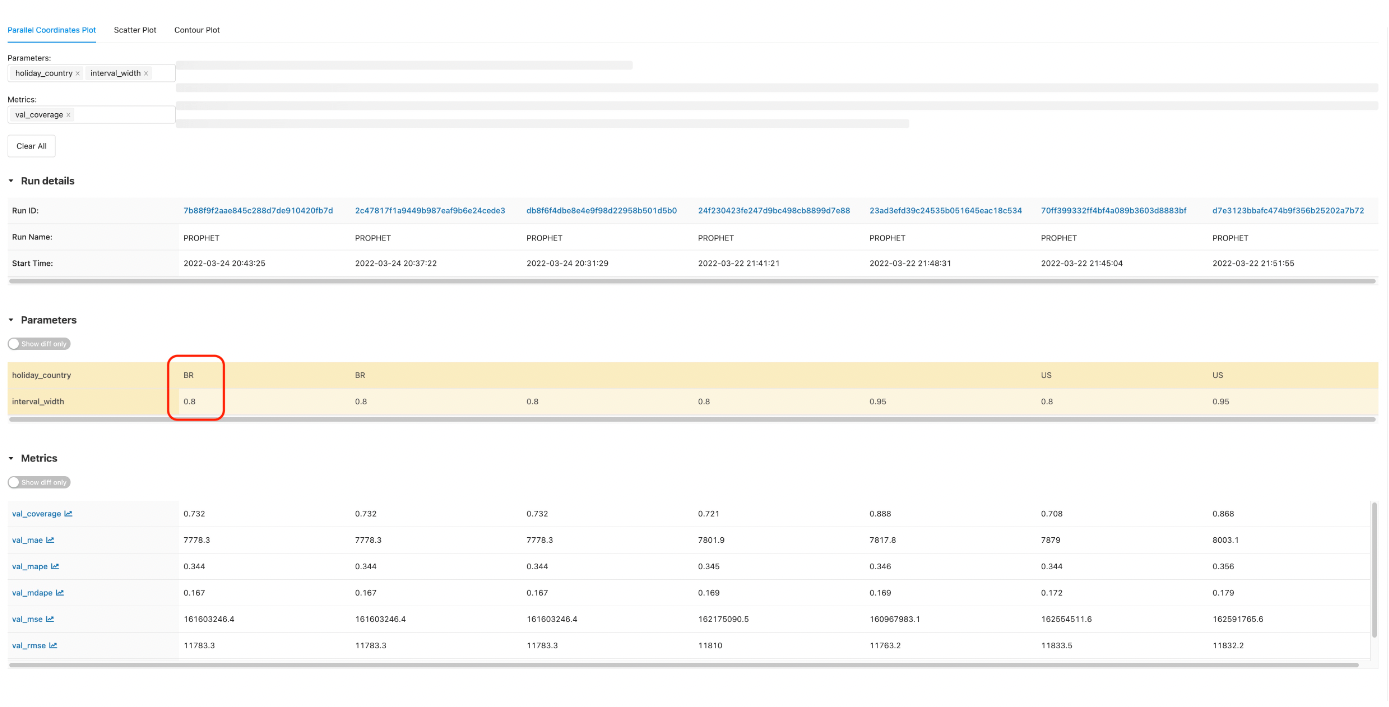 Parallel Coordinates Plot Scatter Plot Contour Plot
Parameters:
holiday_country × interval_width ×
Metrics:
val_coverage ×
Clear All
Run details
Run ID: 7b88f9f2aae845c288d7de910420fb7d 2c47817f1a9449b987eaf9b6e24cede3 db8f6f4dbe8e4e9f98d22958b501d5b0 24f230423fe247d9bc498cb8899d7e88 23ad3efd39c24535b051645eac18c534 70ff399332ff4bf4a089b3603d8883bf d7e3123bbafc474b9f356b25202a7b72
Run Name: PROPHET PROPHET PROPHET PROPHET PROPHET PROPHET PROPHET
Start Time: 2022-03-24 20:43:25 2022-03-24 20:37:22 2022-03-24 20:31:29 2022-03-22 21:41:21 2022-03-22 21:48:31 2022-03-22 21:45:04 2022-03-22 21:51:55
Parameters
Show diff only
holiday_country BR BR US US
interval_width 0.8 0.8 0.8 0.8 0.95 0.8 0.95
Metrics
Show diff only
val_coverage 0.732 0.732 0.732 0.721 0.888 0.708 0.868
val_mae 7778.3 7778.3 7778.3 7801.9 7817.8 7879 8003.1
val_mape 0.344 0.344 0.344 0.345 0.346 0.344 0.356
val_mdape 0.167 0.167 0.167 0.169 0.169 0.172 0.179
val_mse 161603246.4 161603246.4 161603246.4 162175090.5 160967983.1 162554511.6 162591765.6
val_rmse 11783.3 11783.3 11783.3 11810 11763.2 11833.5 11832.2